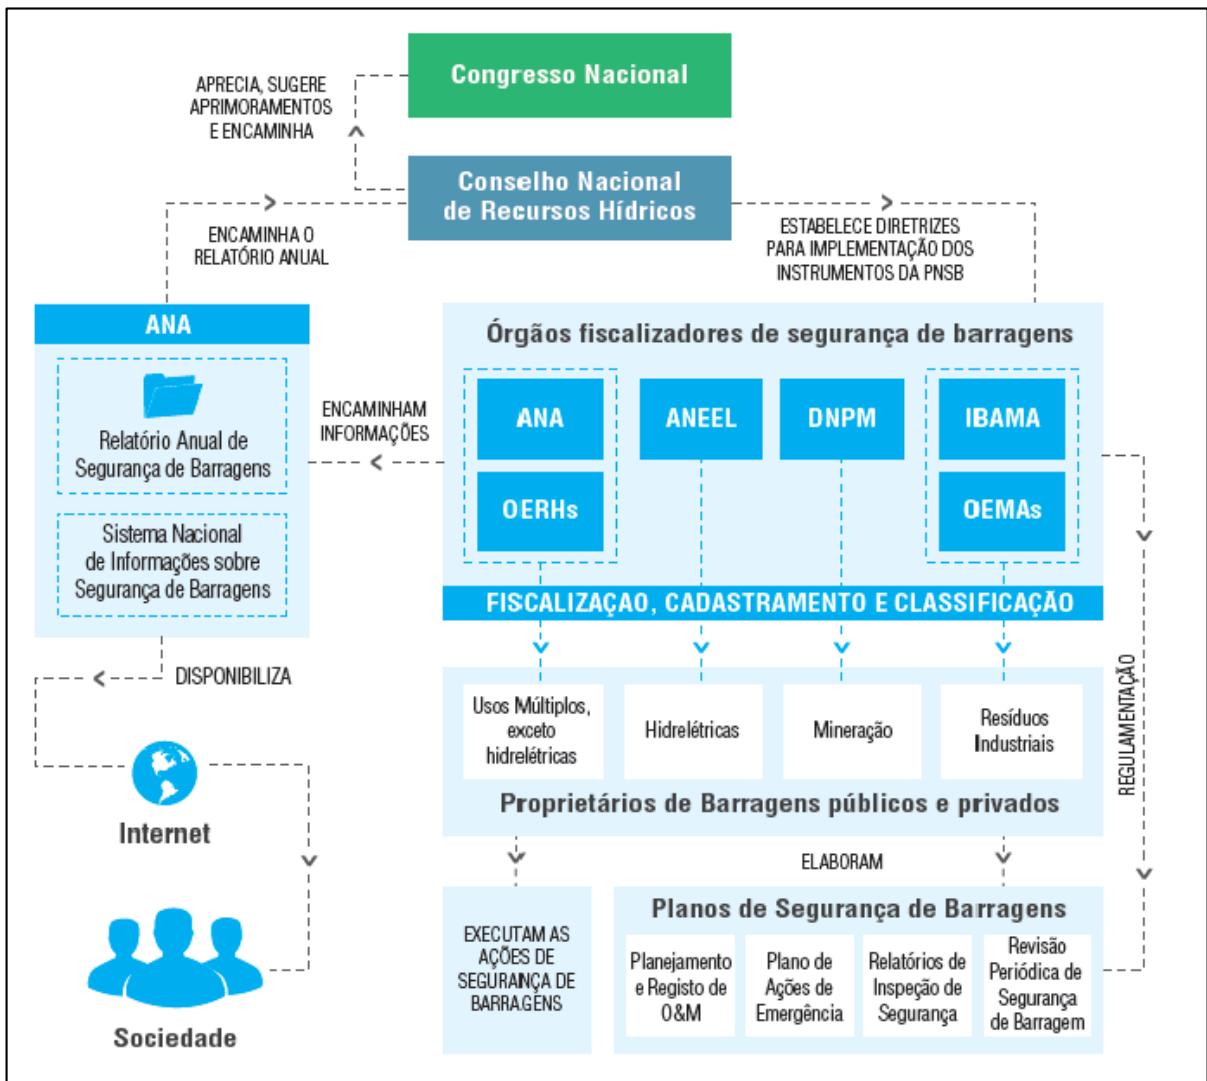 Congresso Nacional
APRECIA, SUGERE
APRIMORAMENTOS
E ENCAMINHA
Conselho Nacional
de Recursos Hídricos
ENCAMINHA O
RELATÓRIO ANUAL
ESTABELECE DIRETRIZES
PARA IMPLEMENTAÇÃO DOS
INSTRUMENTOS DA PNSB
ANA
Relatório Anual de
Segurança de Barragens
Sistema Nacional
de Informações sobre
Segurança de Barragens
ENCAMINHAM
INFORMAÇÕES
Órgãos fiscalizadores de segurança de barragens
ANA
ANEEL
DNPM
IBAMA
OERHs
OEMAs
FISCALIZAÇAO, CADASTRAMENTO E CLASSIFICAÇÃO
DISPONIBILIZA
Internet
Sociedade
Usos Múltiplos,
exceto
hidrelétricas
Hidrelétricas
Mineração
Resíduos
Industriais
Proprietários de Barragens públicos e privados
REGULAMENTAÇÃO
ELABORAM
EXECUTAM AS
AÇÕES DE
SEGURANÇA DE
BARRAGENS
Planos de Segurança de Barragens
Planejamento
e Registo de
O&M
Plano de
Ações de
Emergência
Relatórios de
Inspeção de
Segurança
Revisão
Periódica de
Segurança
de Barragem